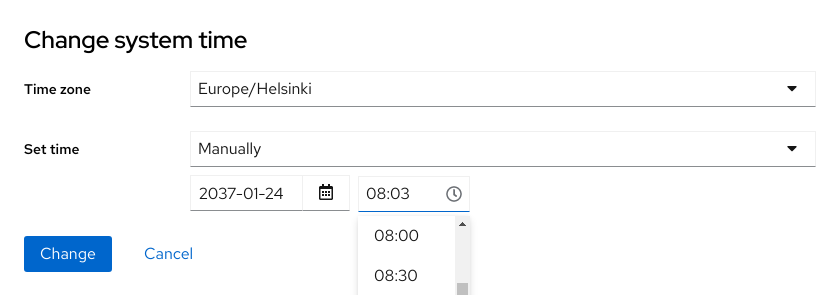 Change system time
Time zone Europe/Helsinki
Set time Manually
2037-01-24 08:03
08:00
Change Cancel
08:30